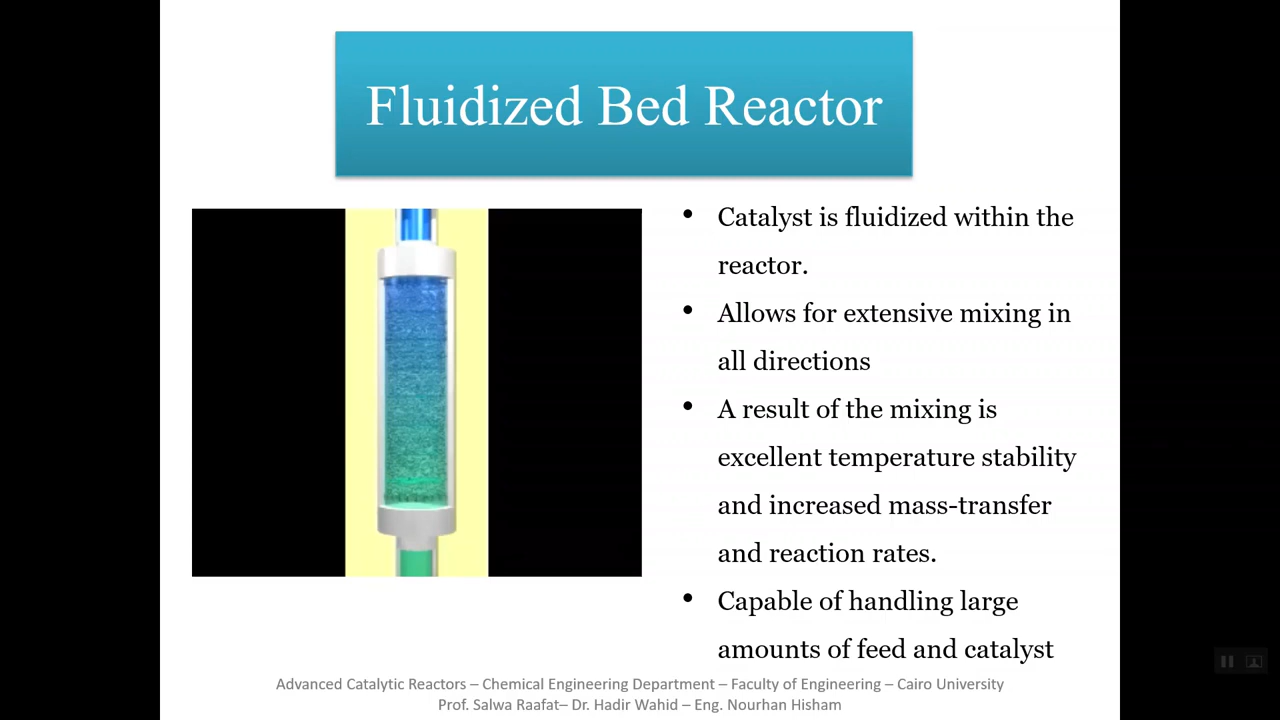 Fluidized Bed Reactor
• Catalyst is fluidized within the
reactor.
• Allows for extensive mixing in
all directions
• A result of the mixing is
excellent temperature stability
and increased mass-transfer
and reaction rates.
• Capable of handling large
amounts of feed and catalyst
Advanced Catalytic Reactors – Chemical Engineering Department – Faculty of Engineering – Cairo University
Prof. Salwa Raafat– Dr. Hadir Wahid – Eng. Nourhan Hisham